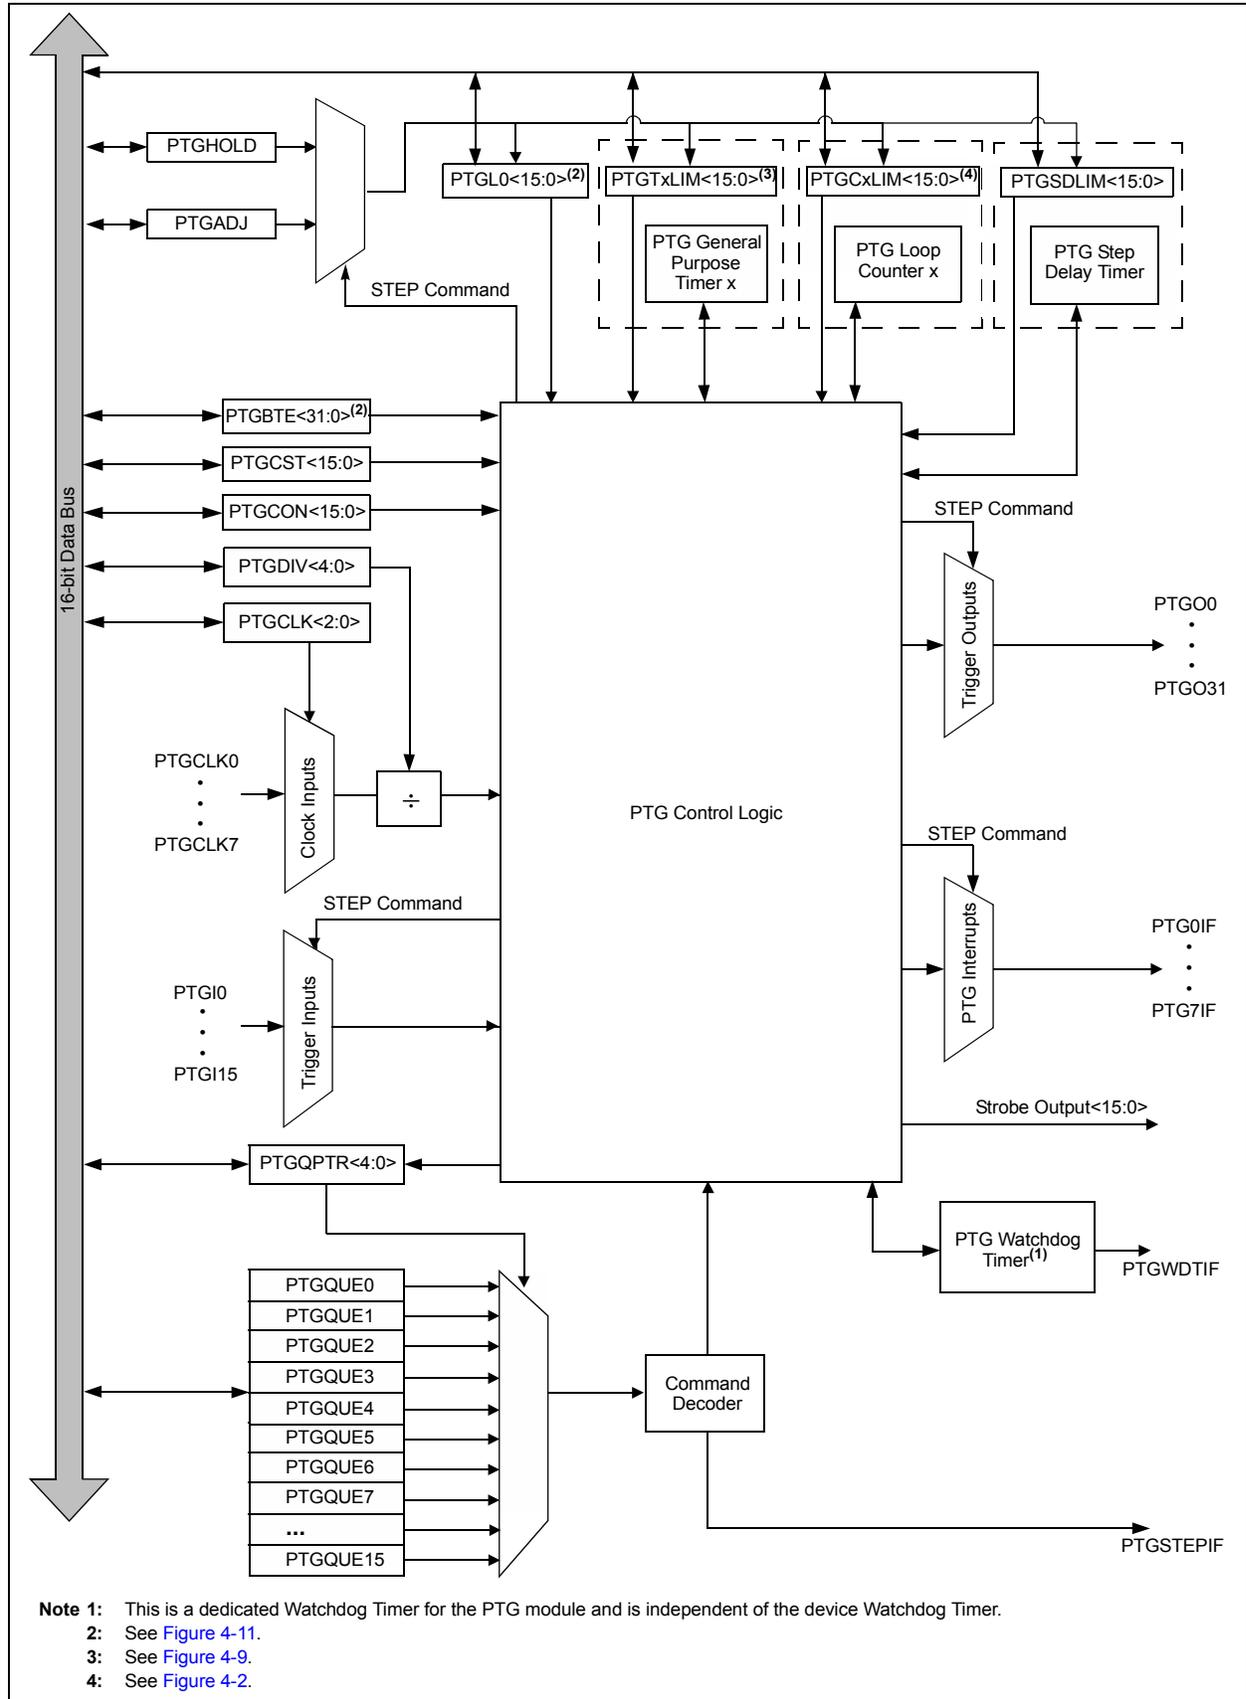 PTGHOLD
PTGADJ
PTGL0<15:0>(2)
PTGTxLIM<15:0>(3)
PTGCxLIM<15:0>(4)
PTGSDLIM<15:0>
PTG General
Purpose
Timer x
PTG Loop
Counter x
PTG Step
Delay Timer
STEP Command
16-bit Data Bus
PTGBTE<31:0>(2)
PTGCST<15:0>
PTGCON<15:0>
PTGDIV<4:0>
PTGCLK<2:0>
STEP Command
Trigger Outputs
PTGO0
PTGO31
PTGCLK0
PTGCLK7
Clock Inputs
÷
PTG Control Logic
STEP Command
PTG Interrupts
PTG0IF
PTG7IF
STEP Command
PTGI0
PTGI15
Trigger Inputs
Strobe Output<15:0>
PTGQPTR<4:0>
PTG Watchdog
Timer(1)
PTGWDTIF
PTGQUE0
PTGQUE1
PTGQUE2
PTGQUE3
PTGQUE4
PTGQUE5
PTGQUE6
PTGQUE7
...
PTGQUE15
Command
Decoder
PTGSTEPIF
Note 1: This is a dedicated Watchdog Timer for the PTG module and is independent of the device Watchdog Timer.
2: See Figure 4-11.
3: See Figure 4-9.
4: See Figure 4-2.